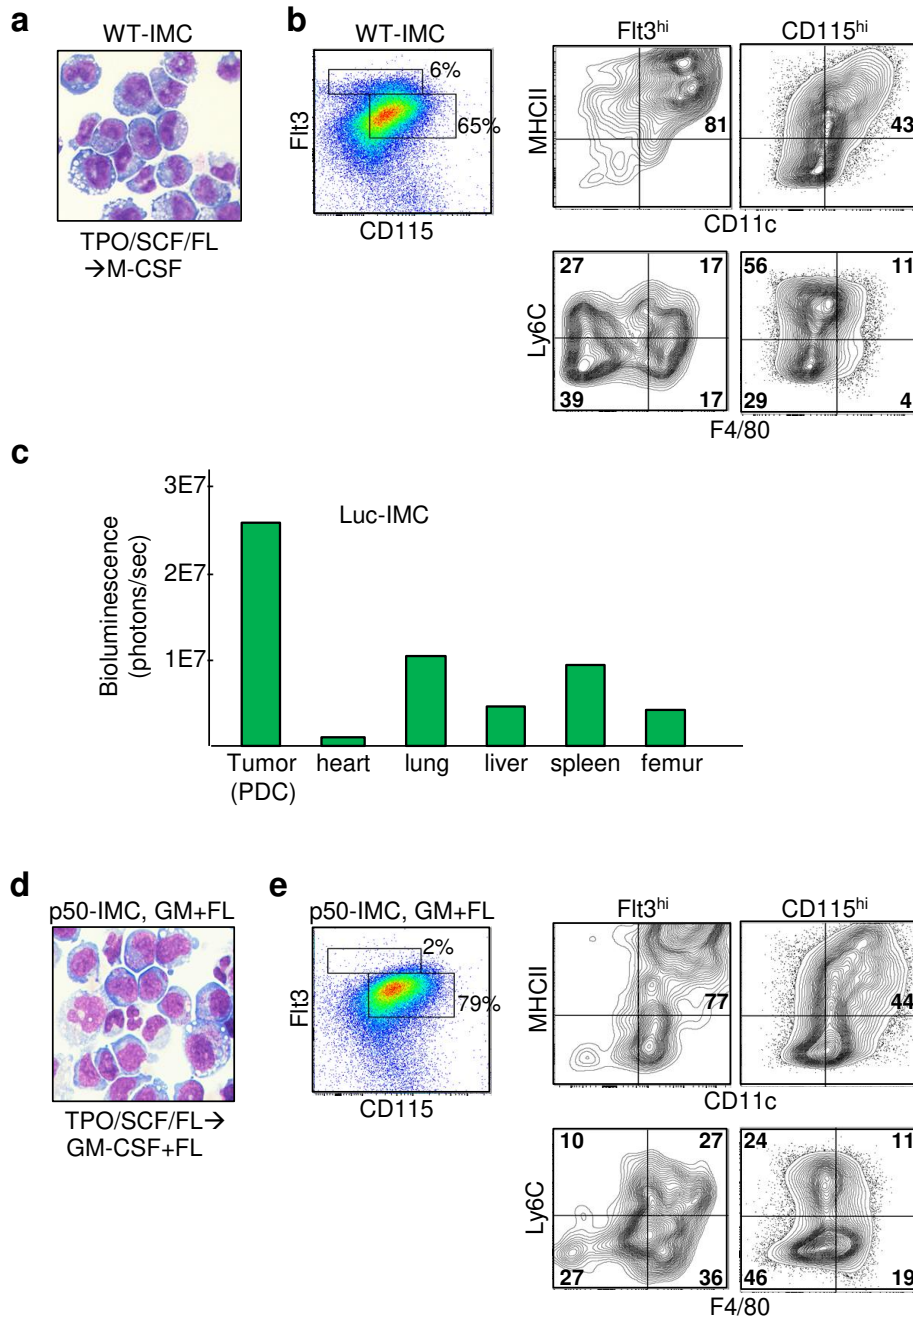 a
WT-IMC
TPO/SCF/FL
→M-CSF
b
WT-IMC
6%
65%
Flt3
CD115
Flt3hi
CD115hi
MHCII
81
43
CD11c
27
17
56
11
Ly6C
39
17
29
4
F4/80
c
Luc-IMC
Bioluminescence
(photons/sec)
3E7
2E7
1E7
Tumor
(PDC)
heart
lung
liver
spleen
femur
d
p50-IMC, GM+FL
TPO/SCF/FL→
GM-CSF+FL
e
p50-IMC, GM+FL
2%
79%
Flt3
CD115
Flt3hi
CD115hi
MHCII
77
44
CD11c
10
27
24
11
Ly6C
27
36
46
19
F4/80